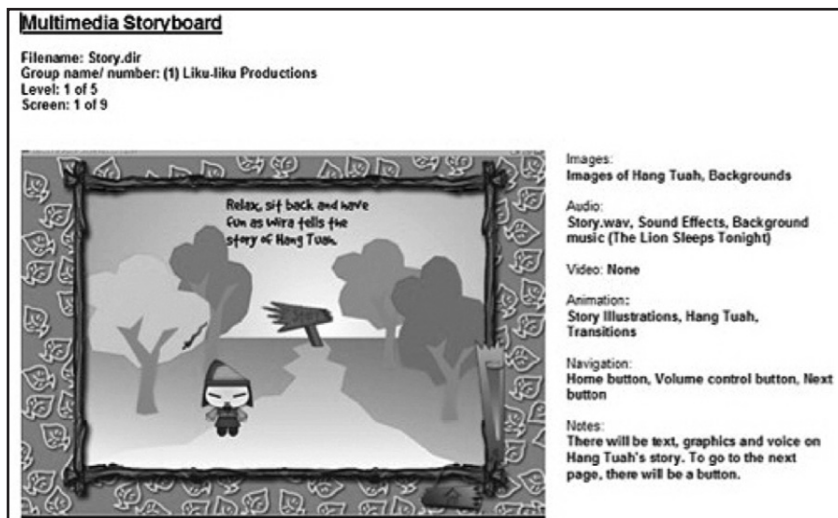 Multimedia Storyboard
Filename: Story.dir
Group name/ number: (1) Liku-liku Productions
Level: 1 of 5
Screen: 1 of 9
Relax, sit back and have
fun as Wira tells the
story of Hang Tuah.
Images:
Images of Hang Tuah, Backgrounds
Audio:
Story.wav, Sound Effects, Background
music (The Lion Sleeps Tonight)
Video: None
Animation:
Story Illustrations, Hang Tuah,
Transitions
Navigation:
Home button, Volume control button, Next
button
Notes:
There will be text, graphics and voice on
Hang Tuah's story. To go to the next
page, there will be a button.